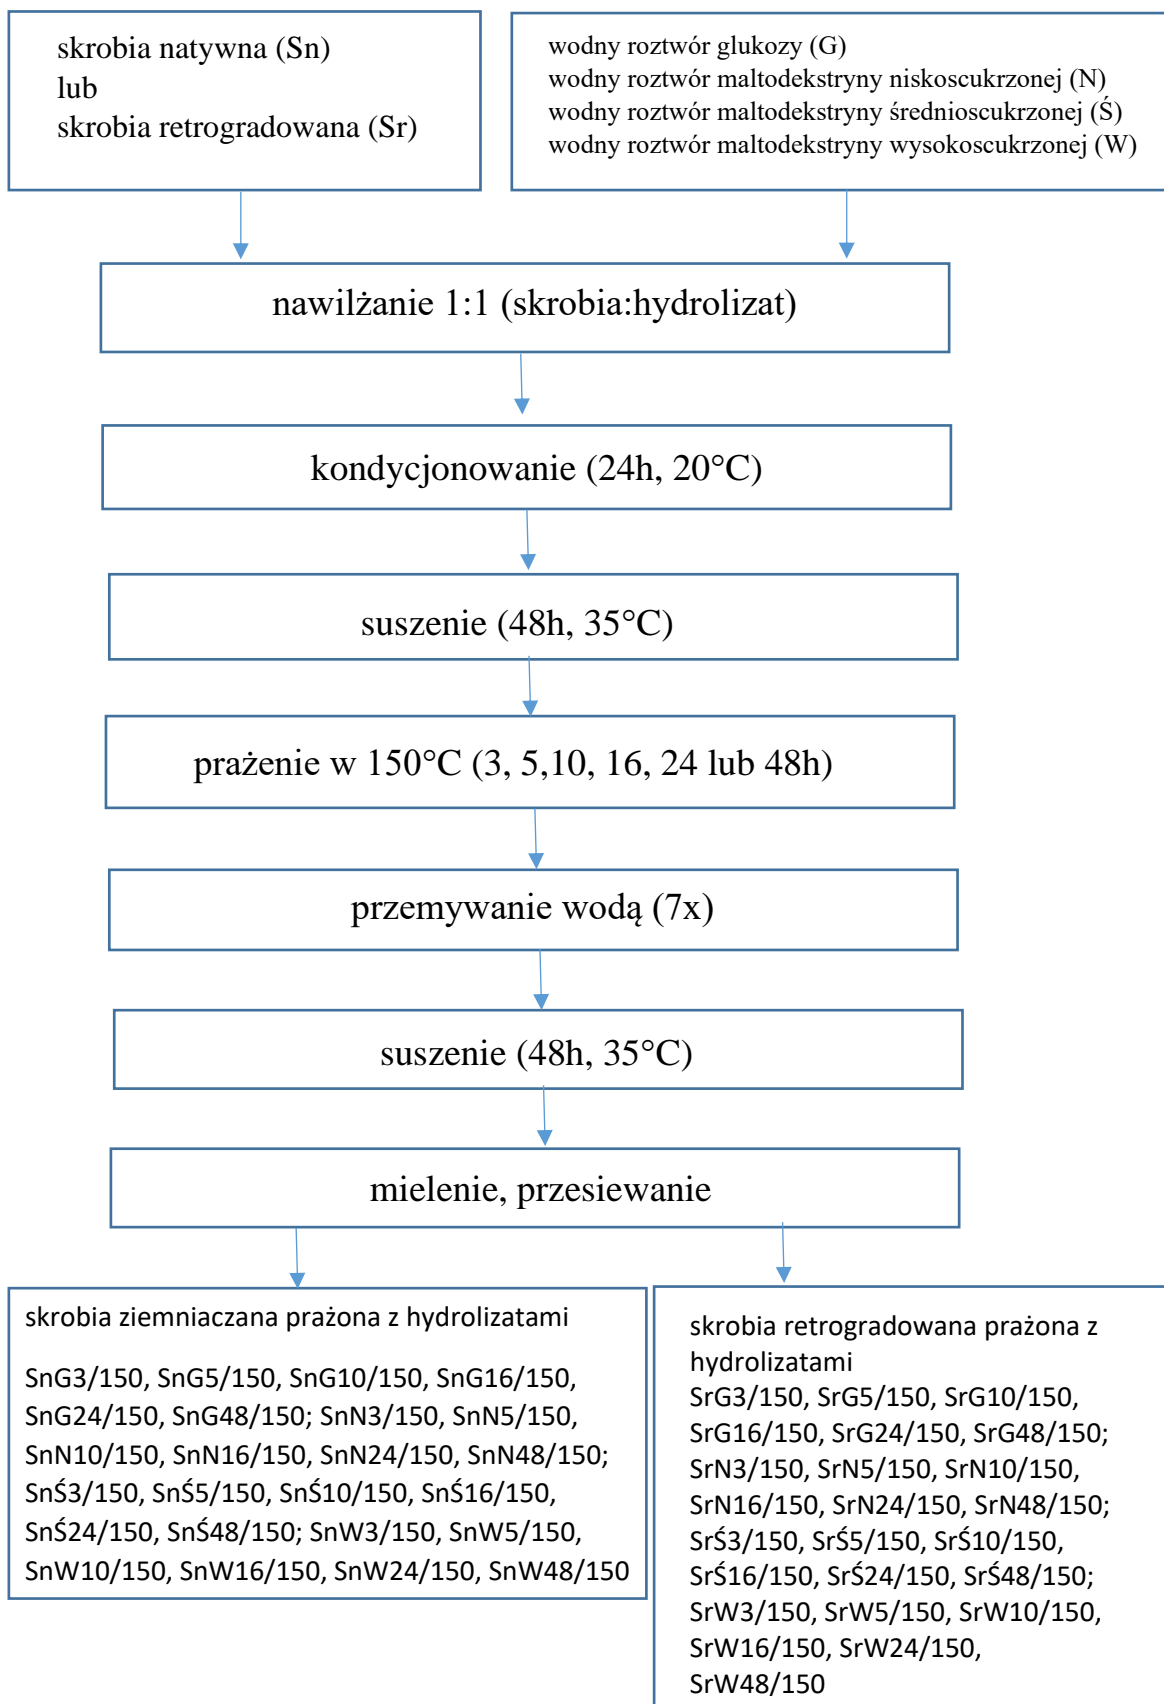 skrobia natywna (Sn)
lub
skrobia retrogradowana (Sr)
wodny roztwór glukozy (G)
wodny roztwór maltodekstryny niskoscukrzonej (N)
wodny roztwór maltodekstryny średnioscukrzonej (Ś)
wodny roztwór maltodekstryny wysokoscukrzonej (W)
nawilżanie 1:1 (skrobia:hydrolizat)
kondycjonowanie (24h, 20°C)
suszenie (48h, 35°C)
prażenie w 150°C (3, 5,10, 16, 24 lub 48h)
przemywanie wodą (7x)
suszenie (48h, 35°C)
mielenie, przesiewanie
skrobia ziemniaczana prażona z hydrolizatami
SnG3/150, SnG5/150, SnG10/150, SnG16/150,
SnG24/150, SnG48/150; SnN3/150, SnN5/150,
SnN10/150, SnN16/150, SnN24/150, SnN48/150;
SnŚ3/150, SnŚ5/150, SnŚ10/150, SnŚ16/150,
SnŚ24/150, SnŚ48/150; SnW3/150, SnW5/150,
SnW10/150, SnW16/150, SnW24/150, SnW48/150
skrobia retrogradowana prażona z
hydrolizatami
SrG3/150, SrG5/150, SrG10/150,
SrG16/150, SrG24/150, SrG48/150;
SrN3/150, SrN5/150, SrN10/150,
SrN16/150, SrN24/150, SrN48/150;
SrŚ3/150, SrŚ5/150, SrŚ10/150,
SrŚ16/150, SrŚ24/150, SrŚ48/150;
SrW3/150, SrW5/150, SrW10/150,
SrW16/150, SrW24/150,
SrW48/150